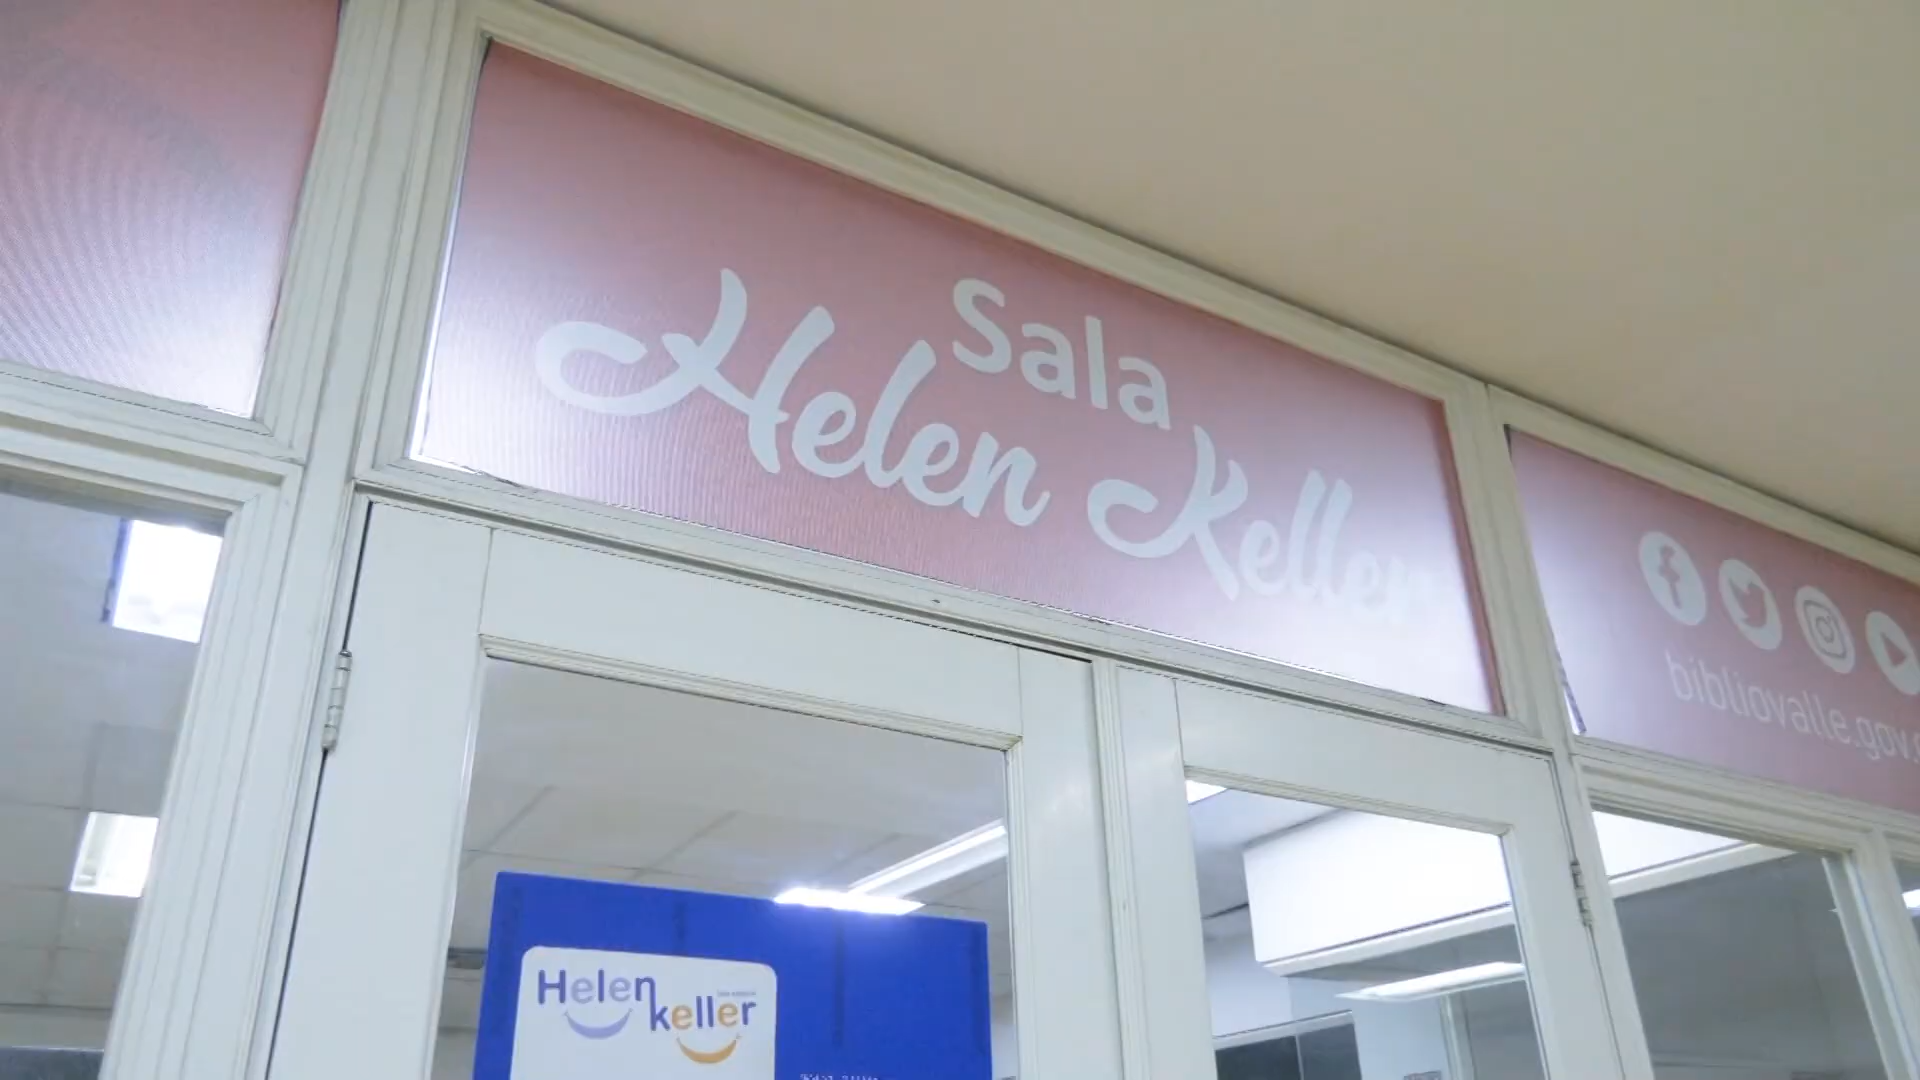 Sala
Helen Keller
bibliovalle.gov.
Helen
keller